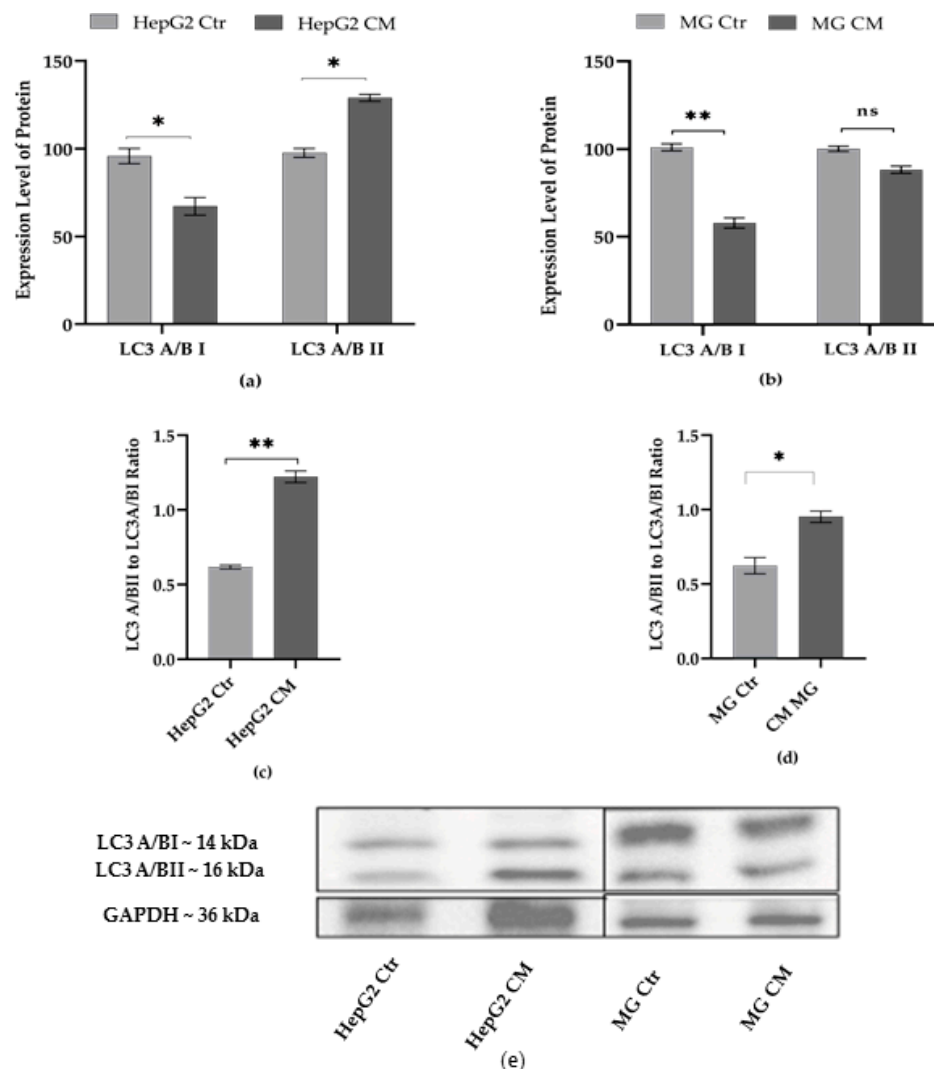 HepG2 Ctr HepG2 CM
MG Ctr MG CM
Expression Level of Protein
150
100
50
0
*
*
LC3 A/B I LC3 A/B II
(a)
Expression Level of Protein
150
100
50
0
**
ns
LC3 A/B I LC3 A/B II
(b)
LC3 A/BII to LC3A/BI Ratio
1.5
1.0
0.5
0.0
**
HepG2 Ctr
HepG2 CM
(c)
LC3 A/BII to LC3A/BI Ratio
1.5
1.0
0.5
0.0
*
MG Ctr
CM MG
(d)
LC3 A/BI ~ 14 kDa
LC3 A/BII ~ 16 kDa
GAPDH ~ 36 kDa
HepG2 Ctr
HepG2 CM
MG Ctr
MG CM
(e)